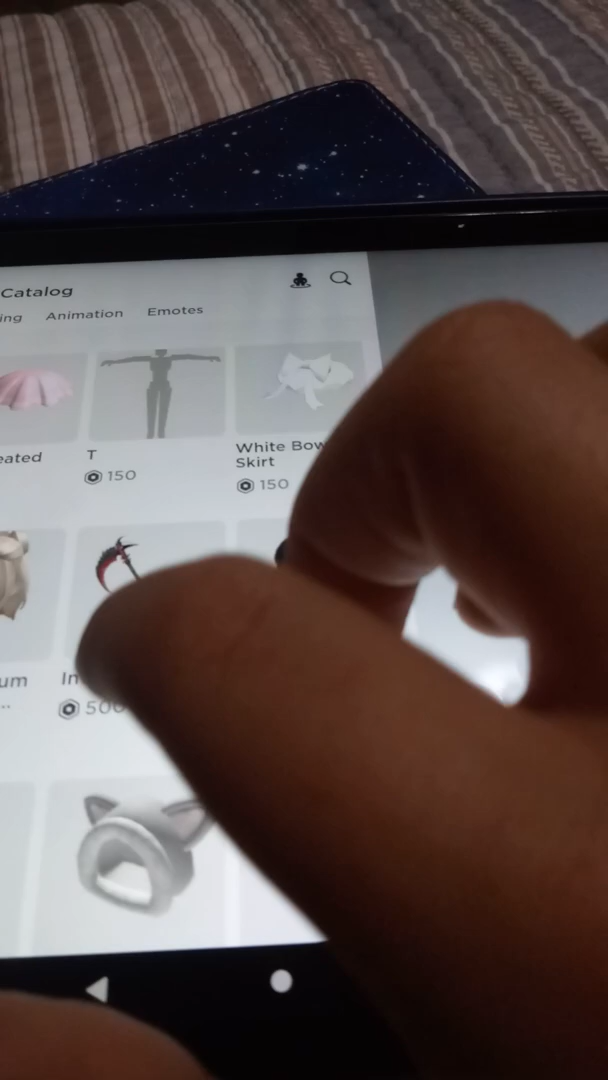 Catalog
ing Animation Emotes
eated
T
150
White Bow
Skirt
150
um
In
500